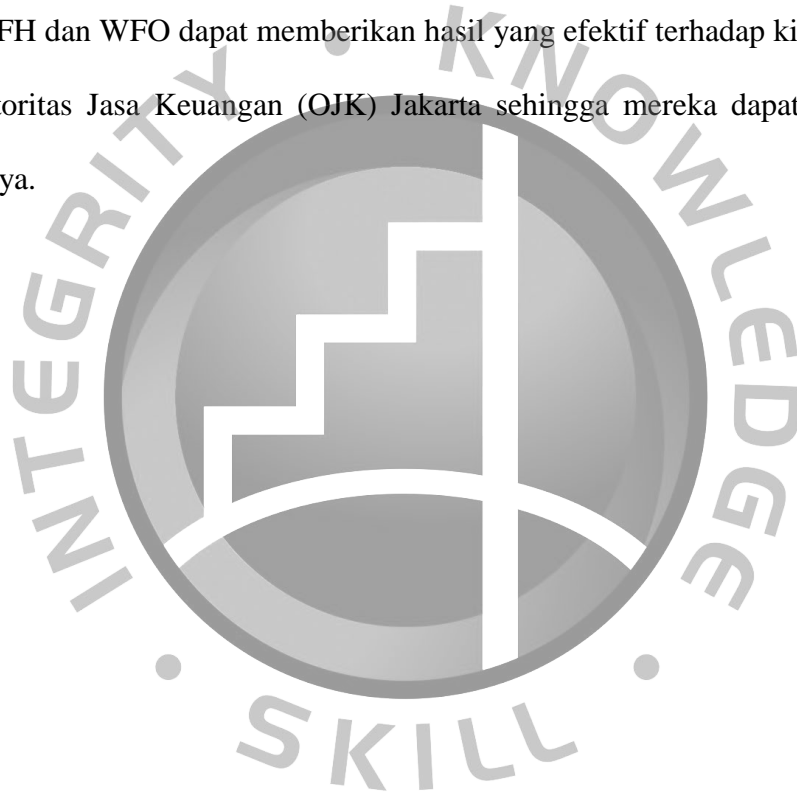 FH dan WFO dapat memberikan hasil yang efektif terhadap ki
toritas Jasa Keuangan (OJK) Jakarta sehingga mereka dapat
ya.
INTEGRITY • KNOWLEDGE • SKILL •